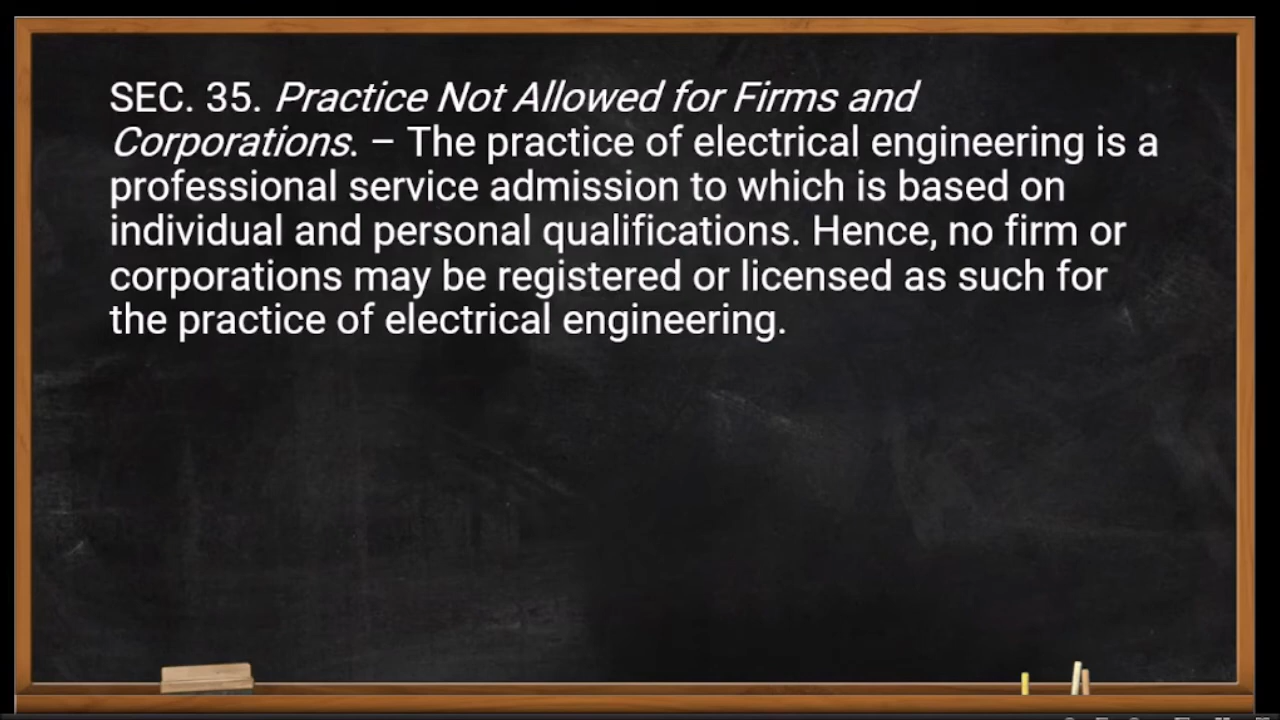 SEC. 35. Practice Not Allowed for Firms and
Corporations. – The practice of electrical engineering is a
professional service admission to which is based on
individual and personal qualifications. Hence, no firm or
corporations may be registered or licensed as such for
the practice of electrical engineering.